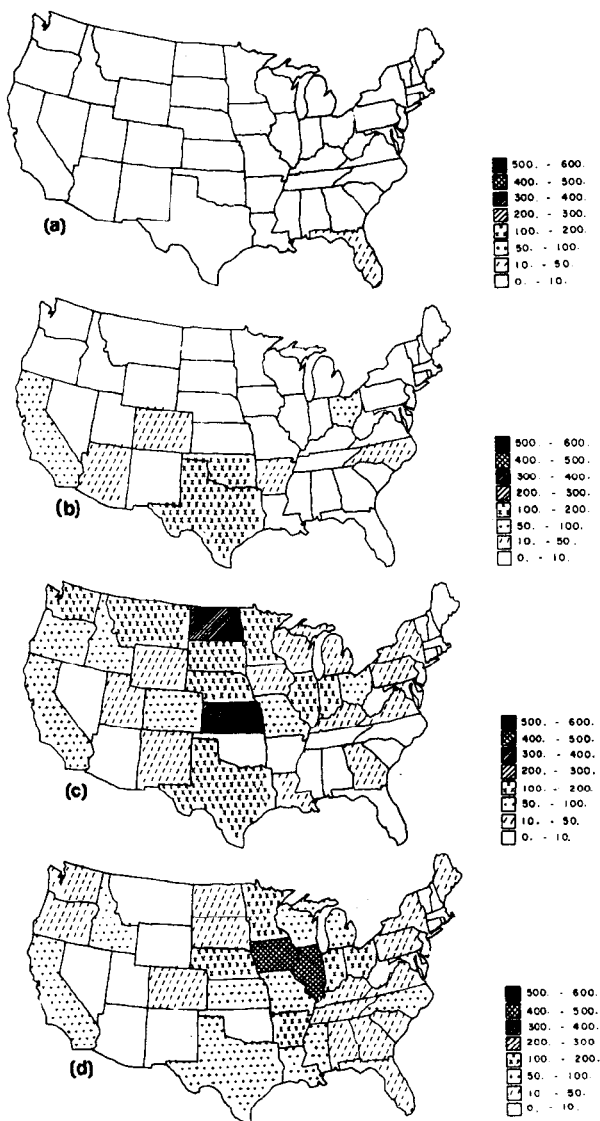 500. - 600.
400. - 500.
300. - 400.
200. - 300.
100. - 200.
50. - 100.
10. - 50.
0. - 10.
(a)
500. - 600.
400. - 500.
300. - 400.
200. - 300.
100. - 200.
50. - 100.
10. - 50.
0. - 10.
(b)
500. - 600.
400. - 500.
300. - 400.
200. - 300.
100. - 200.
50. - 100.
10. - 50.
0. - 10.
(c)
500. - 600.
400. - 500.
300. - 400.
200. - 300
100. - 200.
50. - 100.
10. - 50.
0. - 10.
(d)